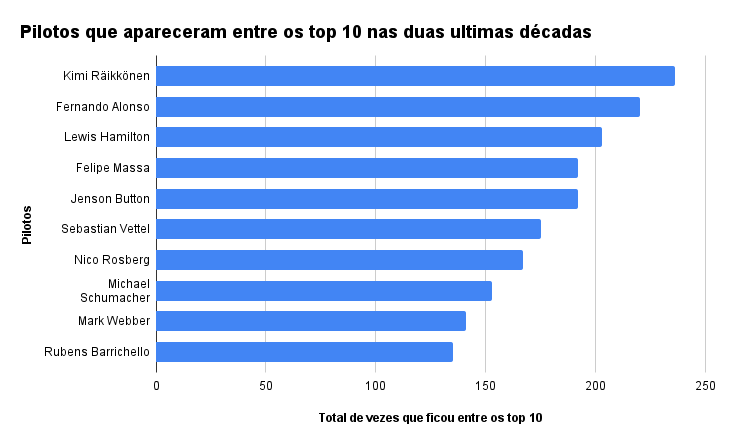 Pilotos que apareceram entre os top 10 nas duas ultimas décadas
Pilotos
Kimi Räikkönen
Fernando Alonso
Lewis Hamilton
Felipe Massa
Jenson Button
Sebastian Vettel
Nico Rosberg
Michael
Schumacher
Mark Webber
Rubens Barrichello
0 50 100 150 200 250
Total de vezes que ficou entre os top 10